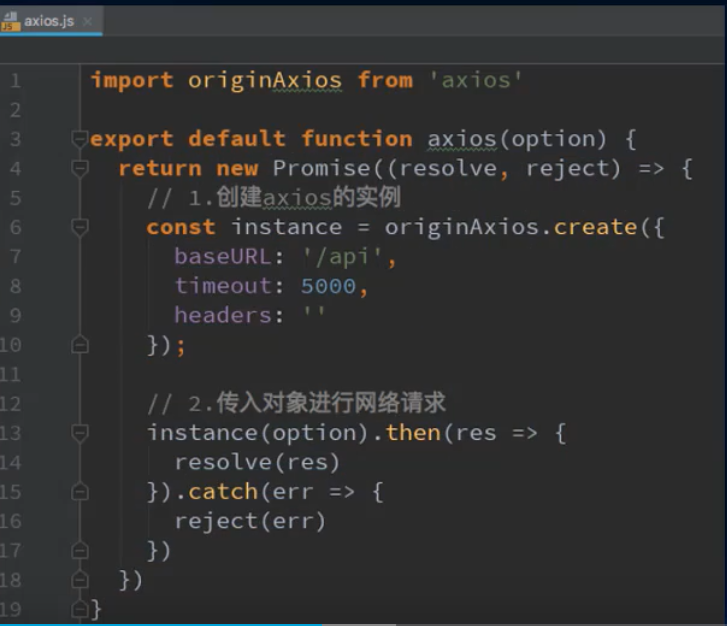 axios.js
1 import originAxios from 'axios'
2
3 export default function axios(option) {
4   return new Promise((resolve, reject) => {
5     // 1.创建axios的实例
6     const instance = originAxios.create({
7       baseURL: '/api',
8       timeout: 5000,
9       headers: ''
10     });
11
12     // 2.传入对象进行网络请求
13     instance(option).then(res => {
14       resolve(res)
15     }).catch(err => {
16       reject(err)
17     })
18   })
19 }